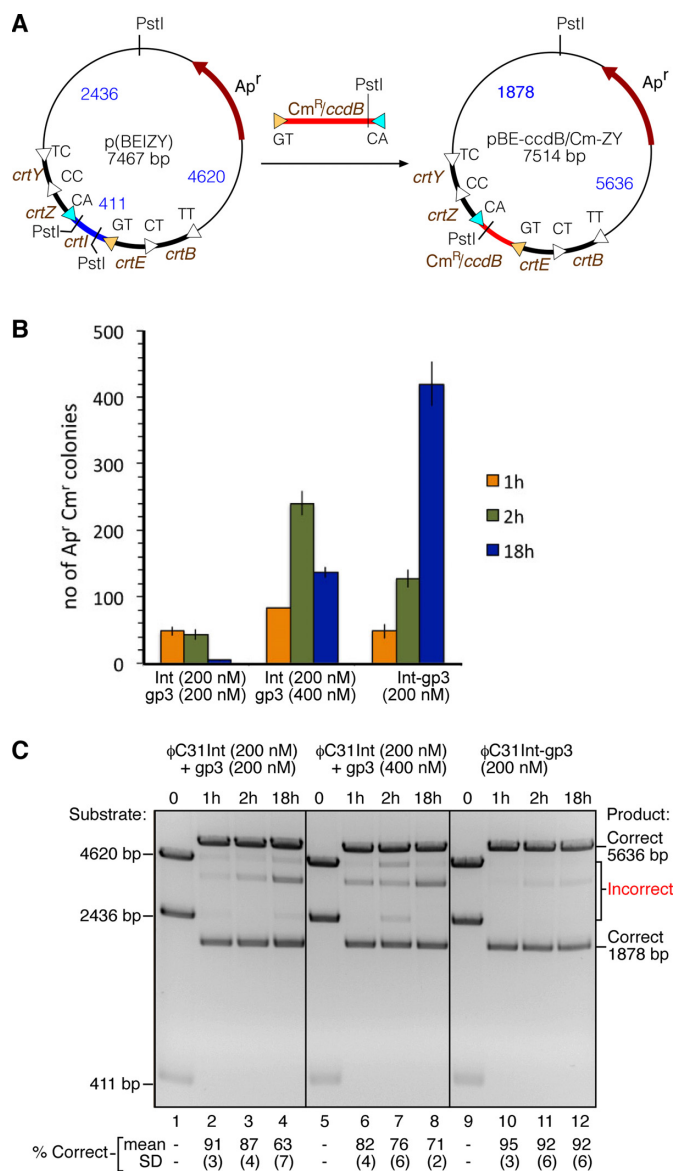 A
PstI
2436
Apʳ
p(BEIZY)
7467 bp
4620
TC
crtY
CC
CA
411
crtZ
PstI
crtI
PstI
GT
crtE
CT
crtB
TT
PstI
Cmᴿ/ccdB
GT
CA
PstI
1878
Apʳ
pBE-ccdB/Cm-ZY
7514 bp
5636
TC
crtY
CC
CA
crtZ
PstI
Cmᴿ/ccdB
GT
crtE
CT
crtB
TT
B
no of Apʳ Cmʳ colonies
500
400
300
200
100
0
1h
2h
18h
Int (200 nM)
gp3 (200 nM)
Int (200 nM)
gp3 (400 nM)
Int-gp3
(200 nM)
C
ϕC31Int (200 nM)
+ gp3 (200 nM)
ϕC31Int (200 nM)
+ gp3 (400 nM)
ϕC31Int-gp3
(200 nM)
0 1h 2h 18h 0 1h 2h 18h 0 1h 2h 18h
Substrate:
4620 bp
2436 bp
411 bp
Product:
Correct
5636 bp
Incorrect
Correct
1878 bp
1 2 3 4 5 6 7 8 9 10 11 12
% Correct mean - 91 87 63 - 82 76 71 - 95 92 92
SD - (3) (4) (7) - (4) (6) (2) - (3) (6) (6)